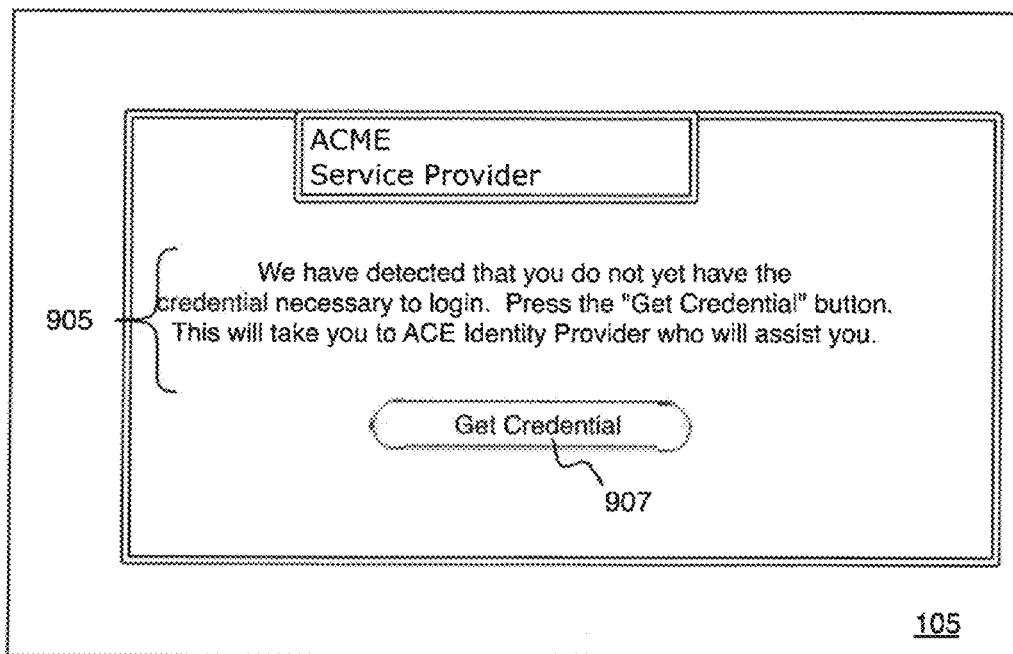 ACME
Service Provider
We have detected that you do not yet have the
credential necessary to login. Press the "Get Credential" button.
This will take you to ACE Identity Provider who will assist you.
905
Get Credential
907
105